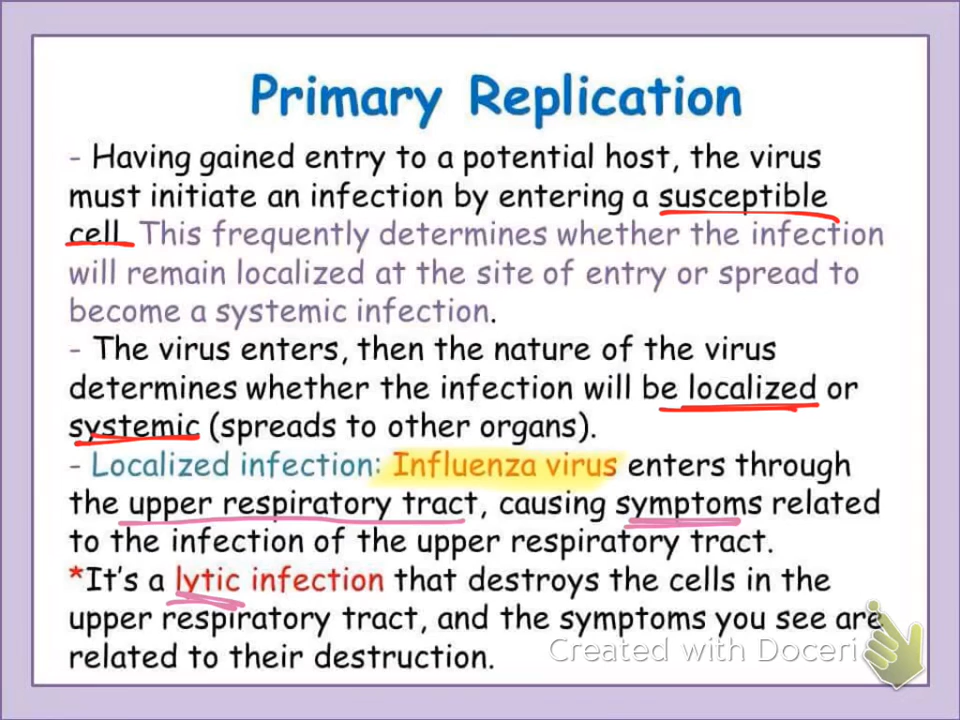 Primary Replication
- Having gained entry to a potential host, the virus
must initiate an infection by entering a susceptible
cell. This frequently determines whether the infection
will remain localized at the site of entry or spread to
become a systemic infection.
- The virus enters, then the nature of the virus
determines whether the infection will be localized or
systemic (spreads to other organs).
- Localized infection: Influenza virus enters through
the upper respiratory tract, causing symptoms related
to the infection of the upper respiratory tract.
*It's a lytic infection that destroys the cells in the
upper respiratory tract, and the symptoms you see are
related to their destruction.
Created with Doceri